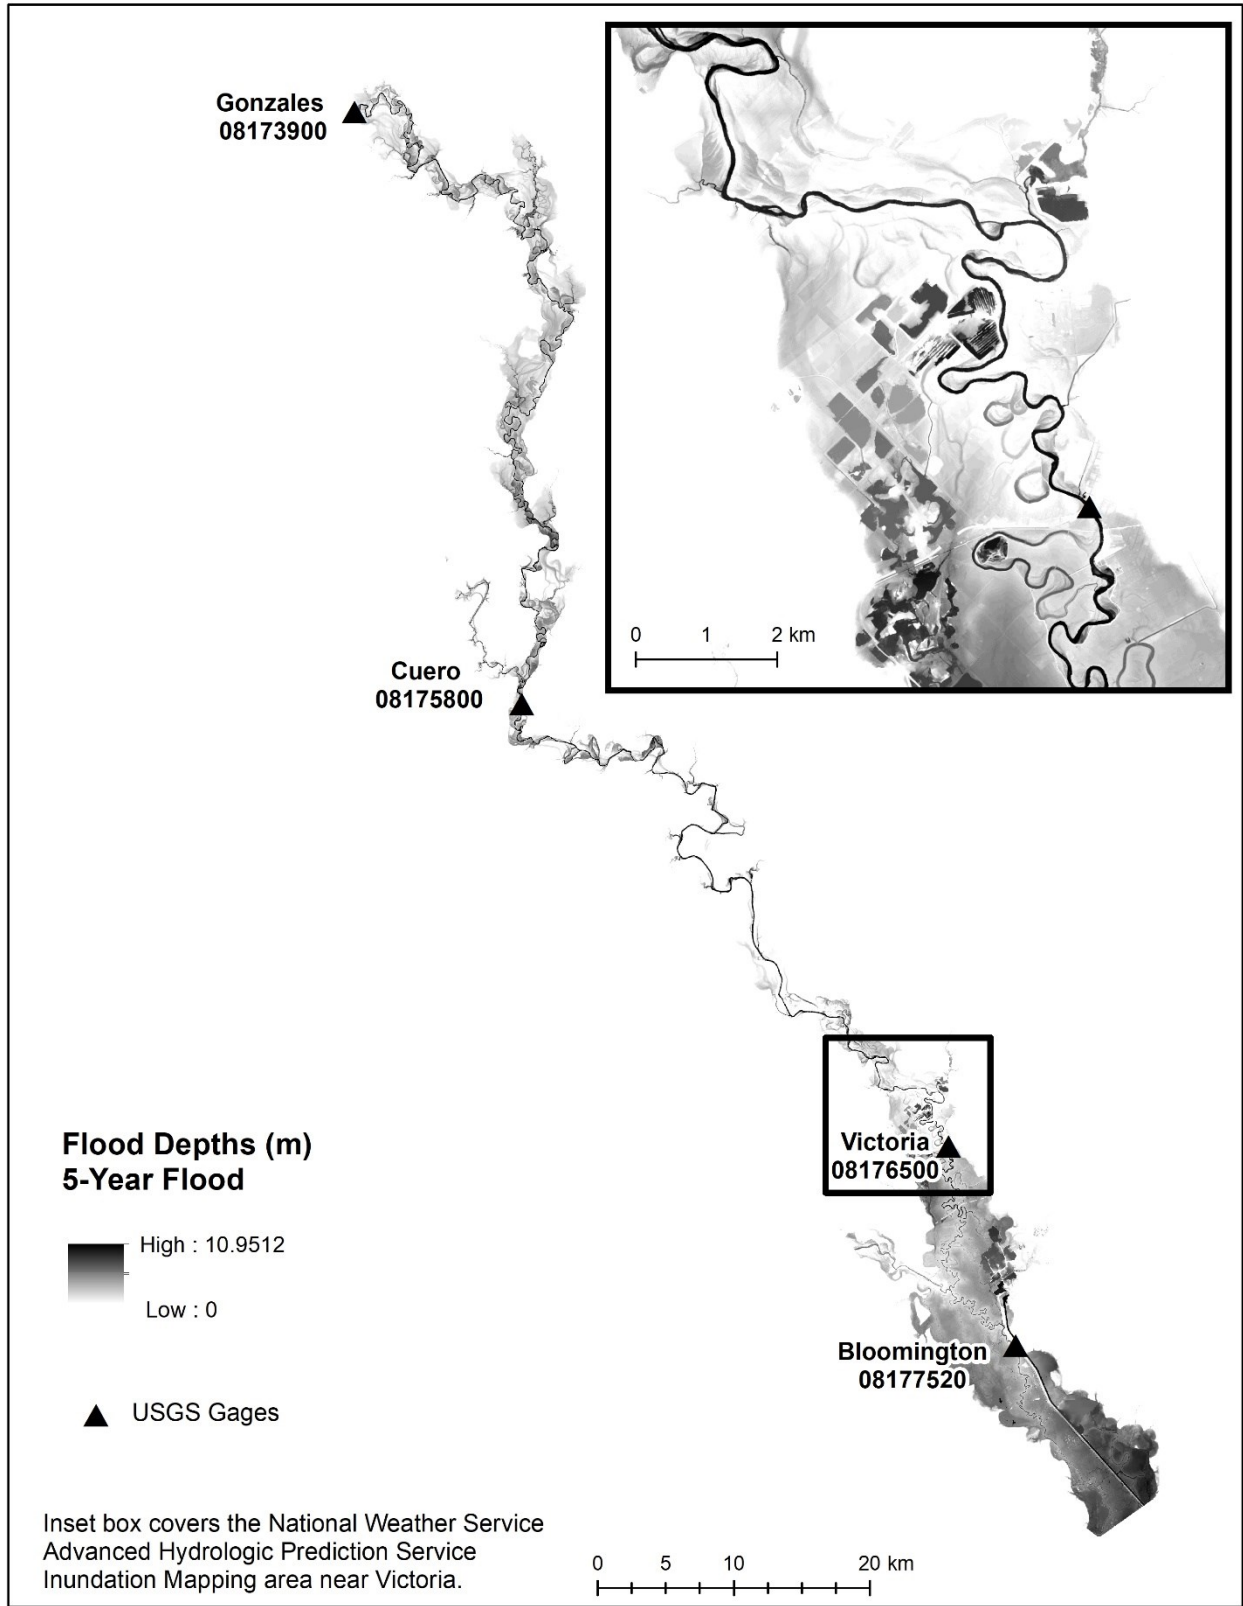 Gonzales
08173900
0 1 2 km
Cuero
08175800
Victoria
08176500
Flood Depths (m)
5-Year Flood
High : 10.9512
Low : 0
Bloomington
08177520
USGS Gages
Inset box covers the National Weather Service
Advanced Hydrologic Prediction Service
Inundation Mapping area near Victoria.
0 5 10 20 km